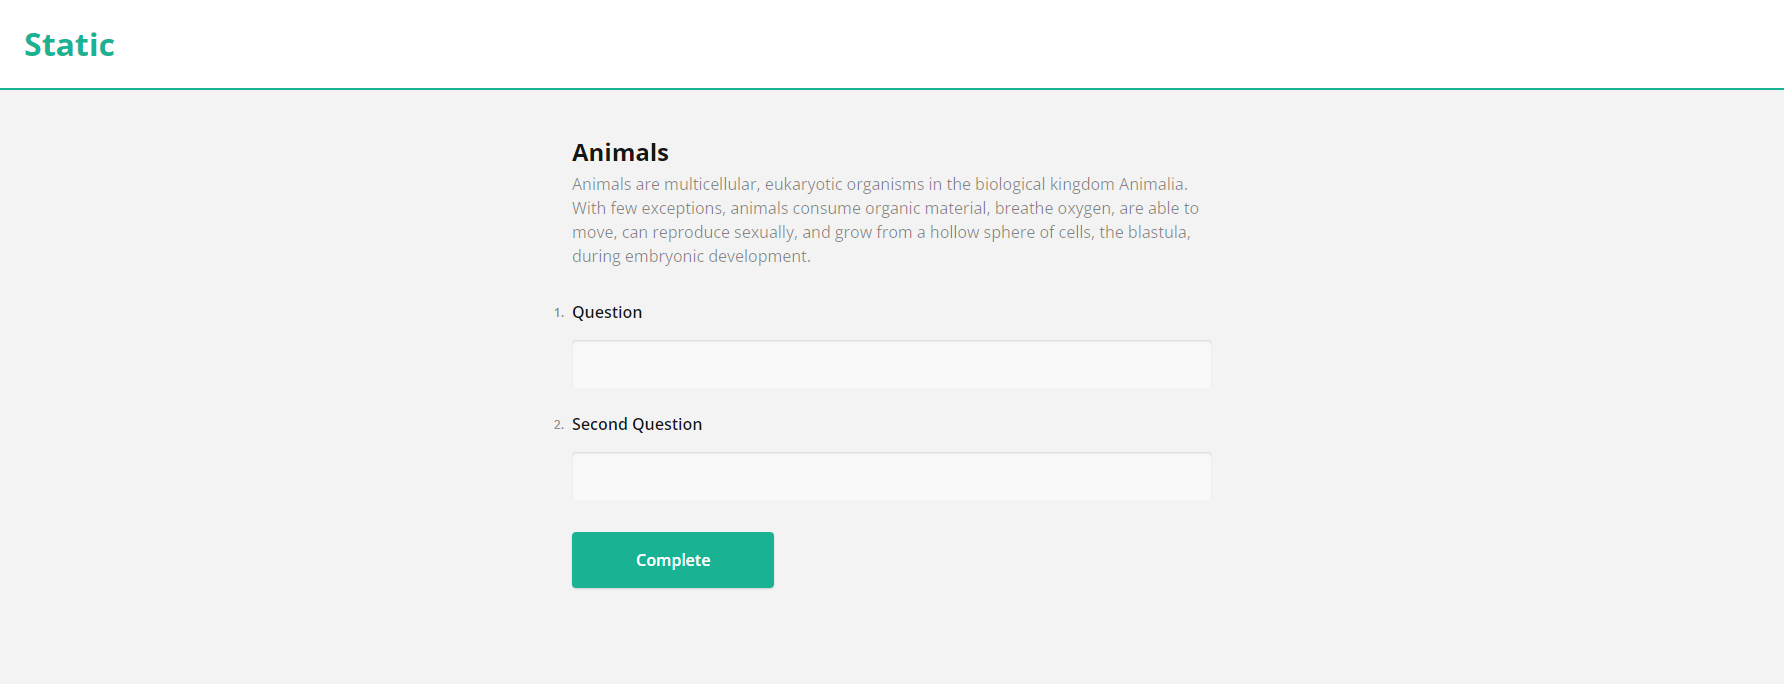 Static
Animals
Animals are multicellular, eukaryotic organisms in the biological kingdom Animalia.
With few exceptions, animals consume organic material, breathe oxygen, are able to
move, can reproduce sexually, and grow from a hollow sphere of cells, the blastula,
during embryonic development.
1. Question
2. Second Question
Complete